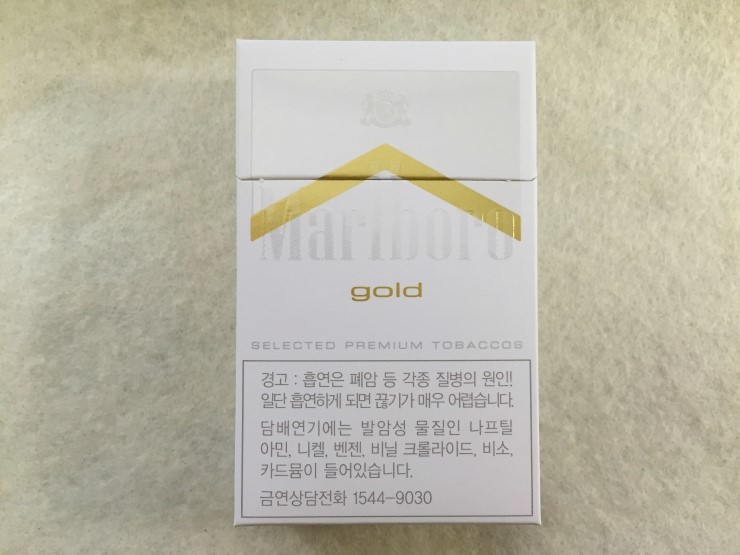 Marlboro
gold
SELECTED PREMIUM TOBACCOS
경고 : 흡연은 폐암 등 각종 질병의 원인!
일단 흡연하게 되면 끊기가 매우 어렵습니다.
담배연기에는 발암성 물질인 나프틸
아민, 니켈, 벤젠, 비닐 크롤라이드, 비소,
카드뮴이 들어있습니다.
금연상담전화 1544-9030